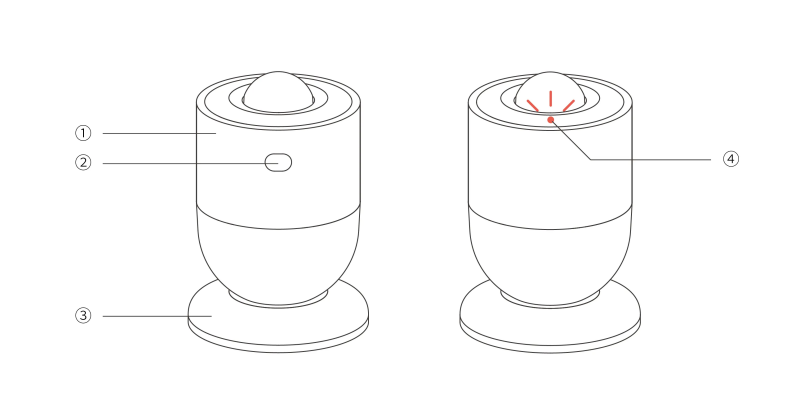 ①
②
③
④